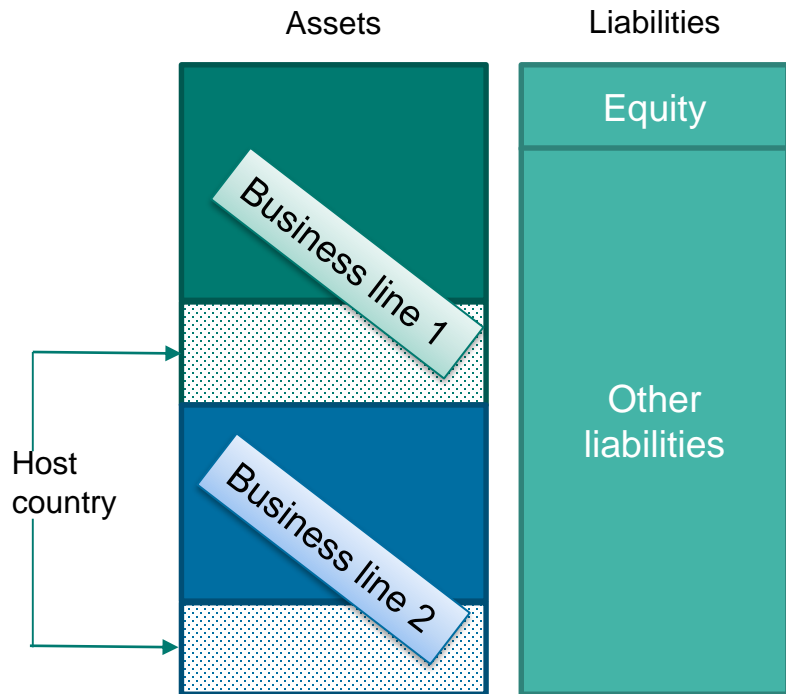 Assets
Liabilities
Equity
Business line 1
Other
liabilities
Host
country
Business line 2